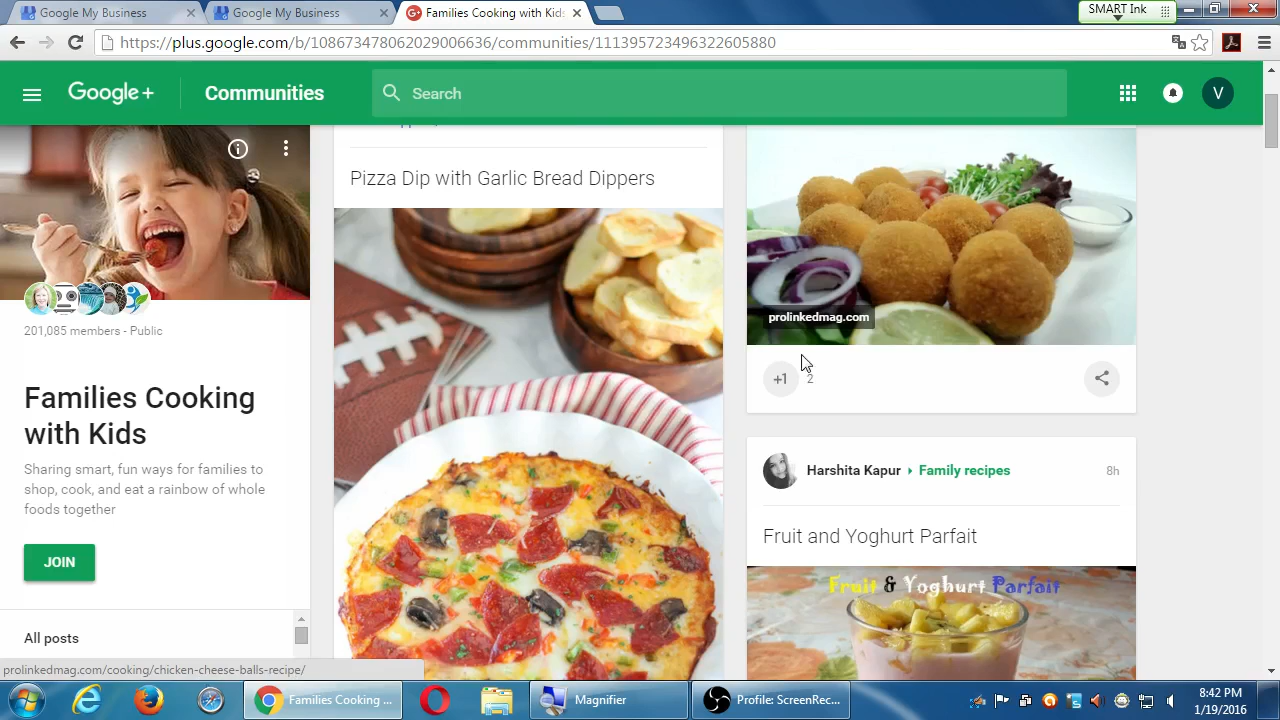 Google My Business
Google My Business
Families Cooking with Kids
SMART Ink
https://plus.google.com/b/108673478062029006636/communities/111395723496322605880
Google+
Communities
Search
V
201,085 members - Public
Families Cooking
with Kids
Sharing smart, fun ways for families to
shop, cook, and eat a rainbow of whole
foods together
JOIN
All posts
Pizza Dip with Garlic Bread Dippers
prolinkedmag.com
+1
2
Harshita Kapur
Family recipes
8h
Fruit and Yoghurt Parfait
Fruit & Yoghurt Parfait
prolinkedmag.com/cooking/chicken-cheese-balls-recipe/
Families Cooking ...
Magnifier
Profile: ScreenRec...
8:42 PM
1/19/2016